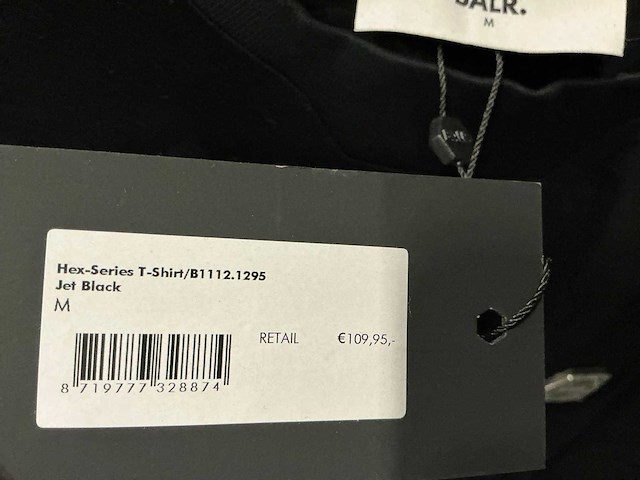 BALR.
M
Hex-Series T-Shirt/B1112.1295
Jet Black
M
RETAIL €109,95,-
8 719777 328874